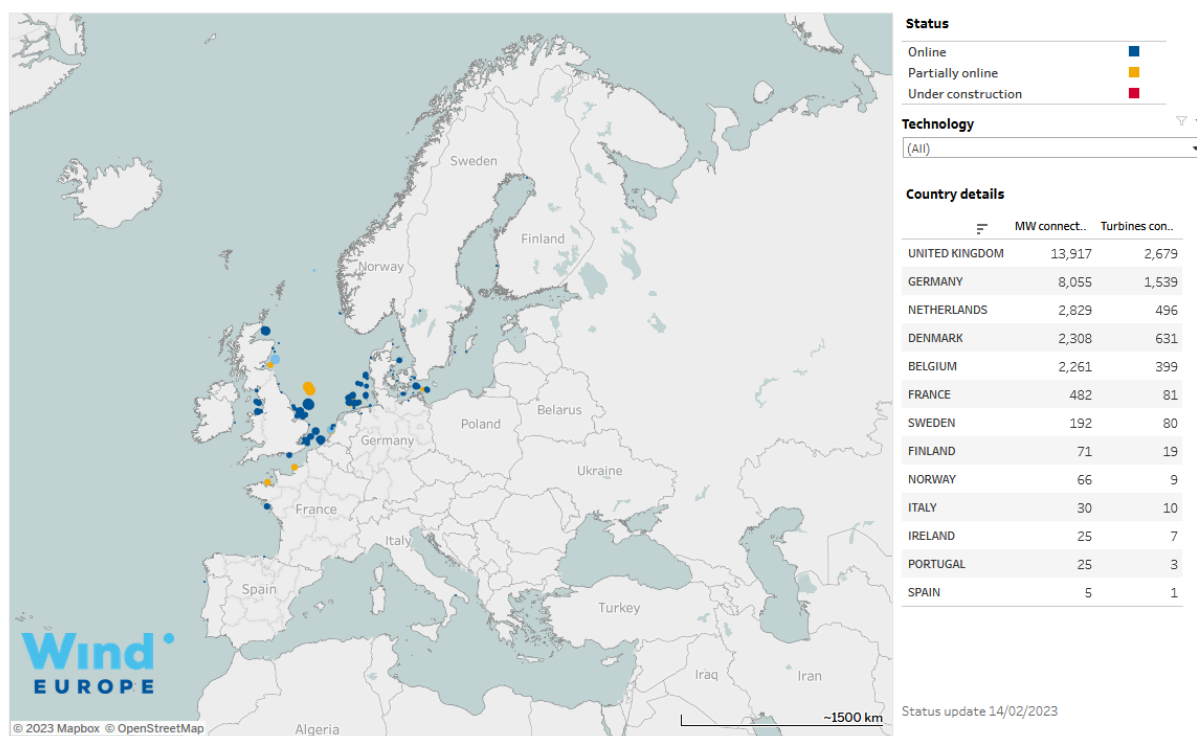 Status
Online
Partially online
Under construction
Technology
(All)
Country details
MW connect.. Turbines con..
UNITED KINGDOM 13,917 2,679
GERMANY 8,055 1,539
NETHERLANDS 2,829 496
DENMARK 2,308 631
BELGIUM 2,261 399
FRANCE 482 81
SWEDEN 192 80
FINLAND 71 19
NORWAY 66 9
ITALY 30 10
IRELAND 25 7
PORTUGAL 25 3
SPAIN 5 1
Status update 14/02/2023
Sweden
Finland
Norway
Belarus
Poland
Germany
Ukraine
France
Italy
Spain
Turkey
Iraq
Iran
Algeria
Wind
EUROPE
~1500 km
© 2023 Mapbox © OpenStreetMap